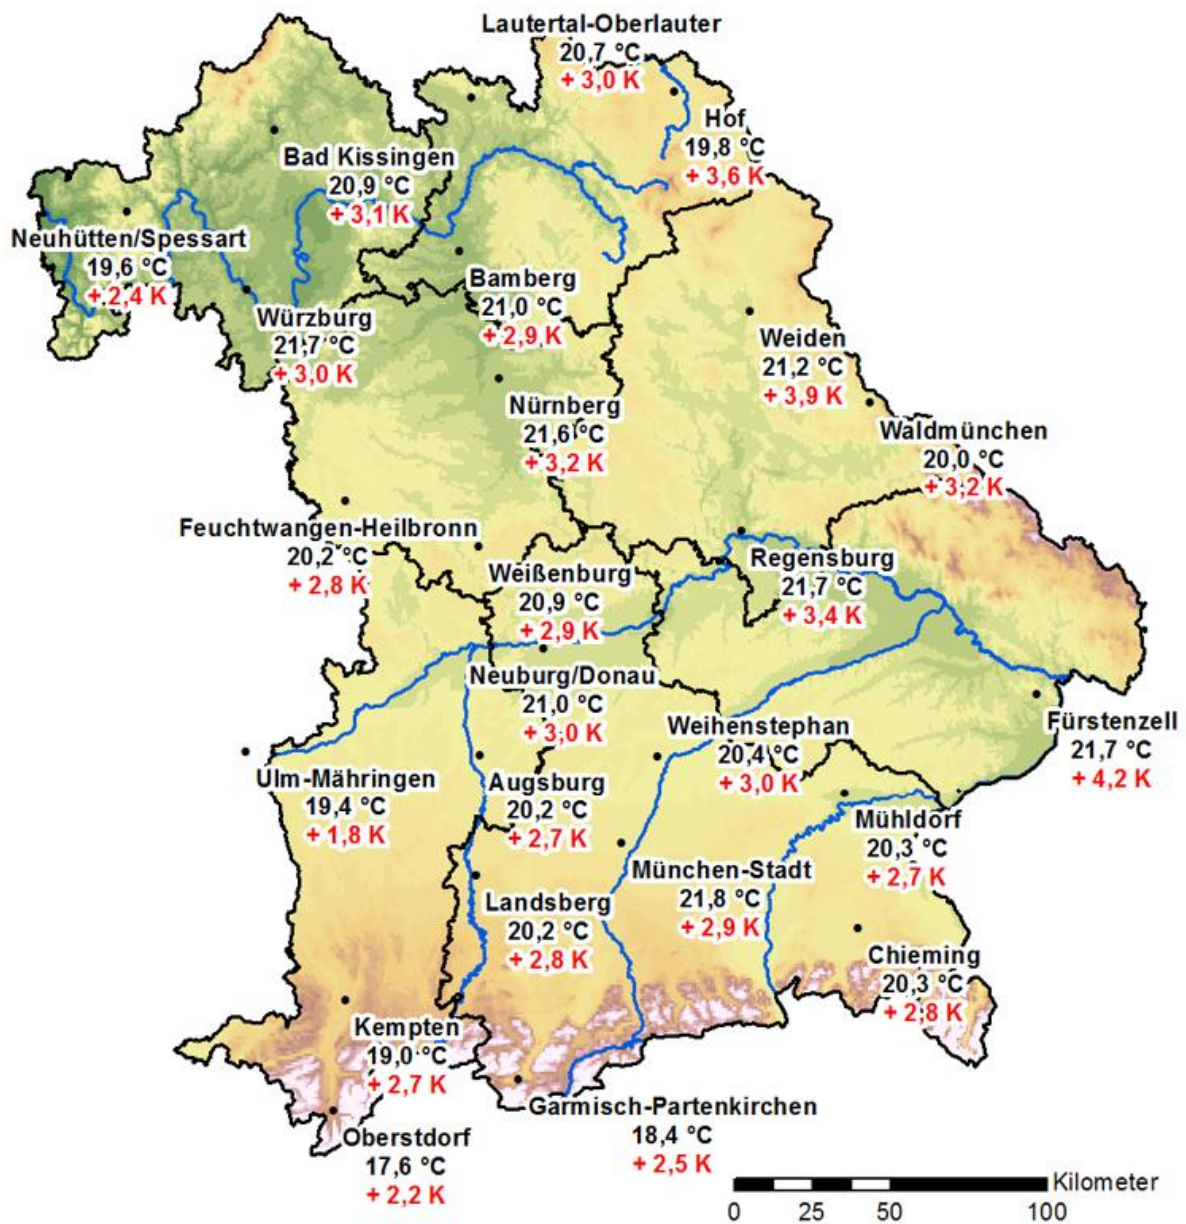 Lautertal-Oberlauter
20,7 °C
+ 3,0 K
Hof
19,8 °C
+ 3,6 K
Bad Kissingen
20,9 °C
+ 3,1 K
Neuhütten/Spessart
19,6 °C
+ 2,4 K
Bamberg
21,0 °C
+ 2,9 K
Würzburg
21,7 °C
+ 3,0 K
Weiden
21,2 °C
+ 3,9 K
Nürnberg
21,6 °C
+ 3,2 K
Waldmünchen
20,0 °C
+ 3,2 K
Feuchtwangen-Heilbronn
20,2 °C
+ 2,8 K
Weißenburg
20,9 °C
+ 2,9 K
Regensburg
21,7 °C
+ 3,4 K
Neuburg/Donau
21,0 °C
+ 3,0 K
Weihenstephan
20,4 °C
+ 3,0 K
Fürstenzell
21,7 °C
+ 4,2 K
Ulm-Mähringen
19,4 °C
+ 1,8 K
Augsburg
20,2 °C
+ 2,7 K
Mühldorf
20,3 °C
+ 2,7 K
München-Stadt
21,8 °C
+ 2,9 K
Landsberg
20,2 °C
+ 2,8 K
Chieming
20,3 °C
+ 2,8 K
Kempten
19,0 °C
+ 2,7 K
Garmisch-Partenkirchen
18,4 °C
+ 2,5 K
Oberstdorf
17,6 °C
+ 2,2 K
Kilometer
0 25 50 100